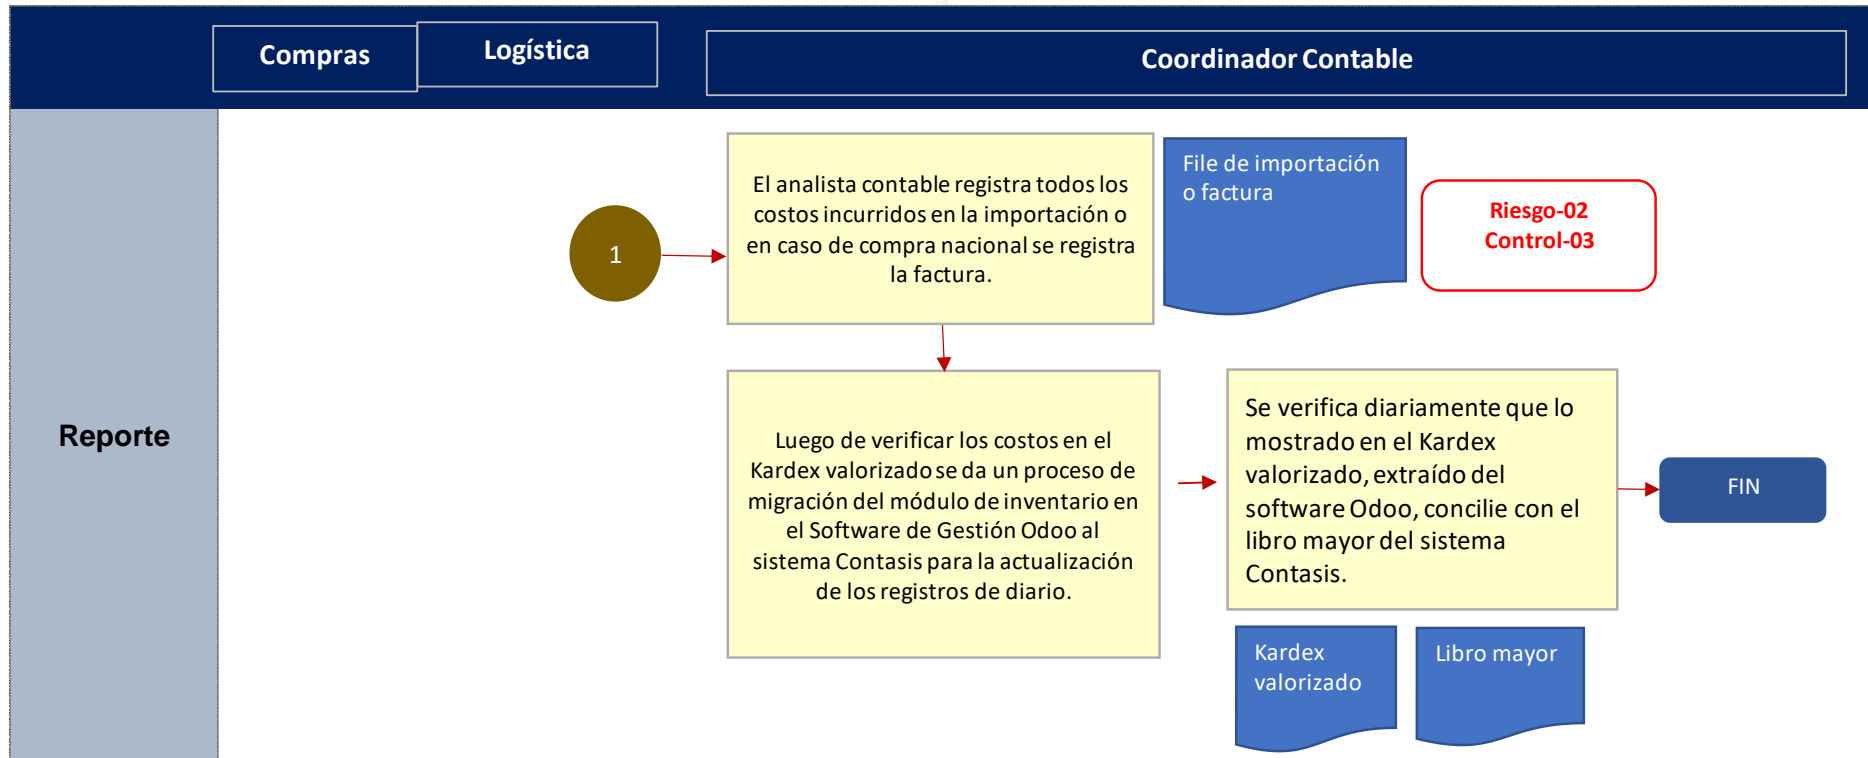 Compras
Logística
Coordinador Contable
Reporte
1
El analista contable registra todos los
costos incurridos en la importación o
en caso de compra nacional se registra
la factura.
File de importación
o factura
Riesgo-02
Control-03
Luego de verificar los costos en el
Kardex valorizado se da un proceso de
migración del módulo de inventario en
el Software de Gestión Odoo al
sistema Contasis para la actualización
de los registros de diario.
Se verifica diariamente que lo
mostrado en el Kardex
valorizado, extraído del
software Odoo, concilie con el
libro mayor del sistema
Contasis.
FIN
Kardex
valorizado
Libro mayor